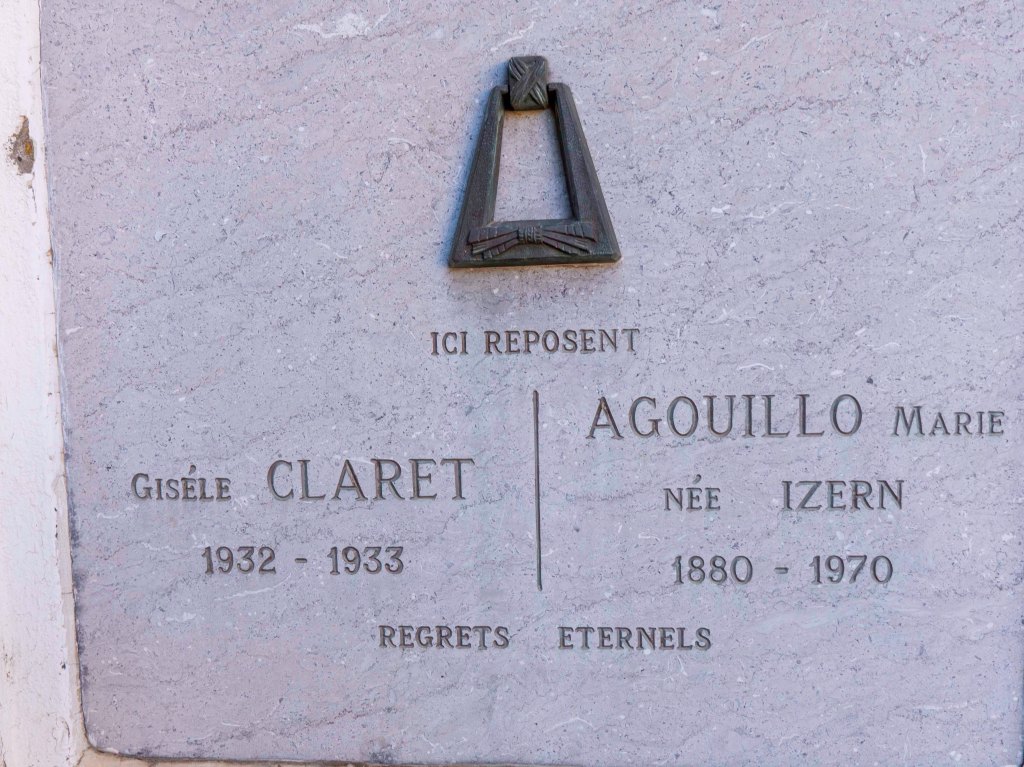 ICI REPOSENT
Giséle CLARET
1932 - 1933
AGOUILLO Marie
NÉE IZERN
1880 - 1970
REGRETS ETERNELS